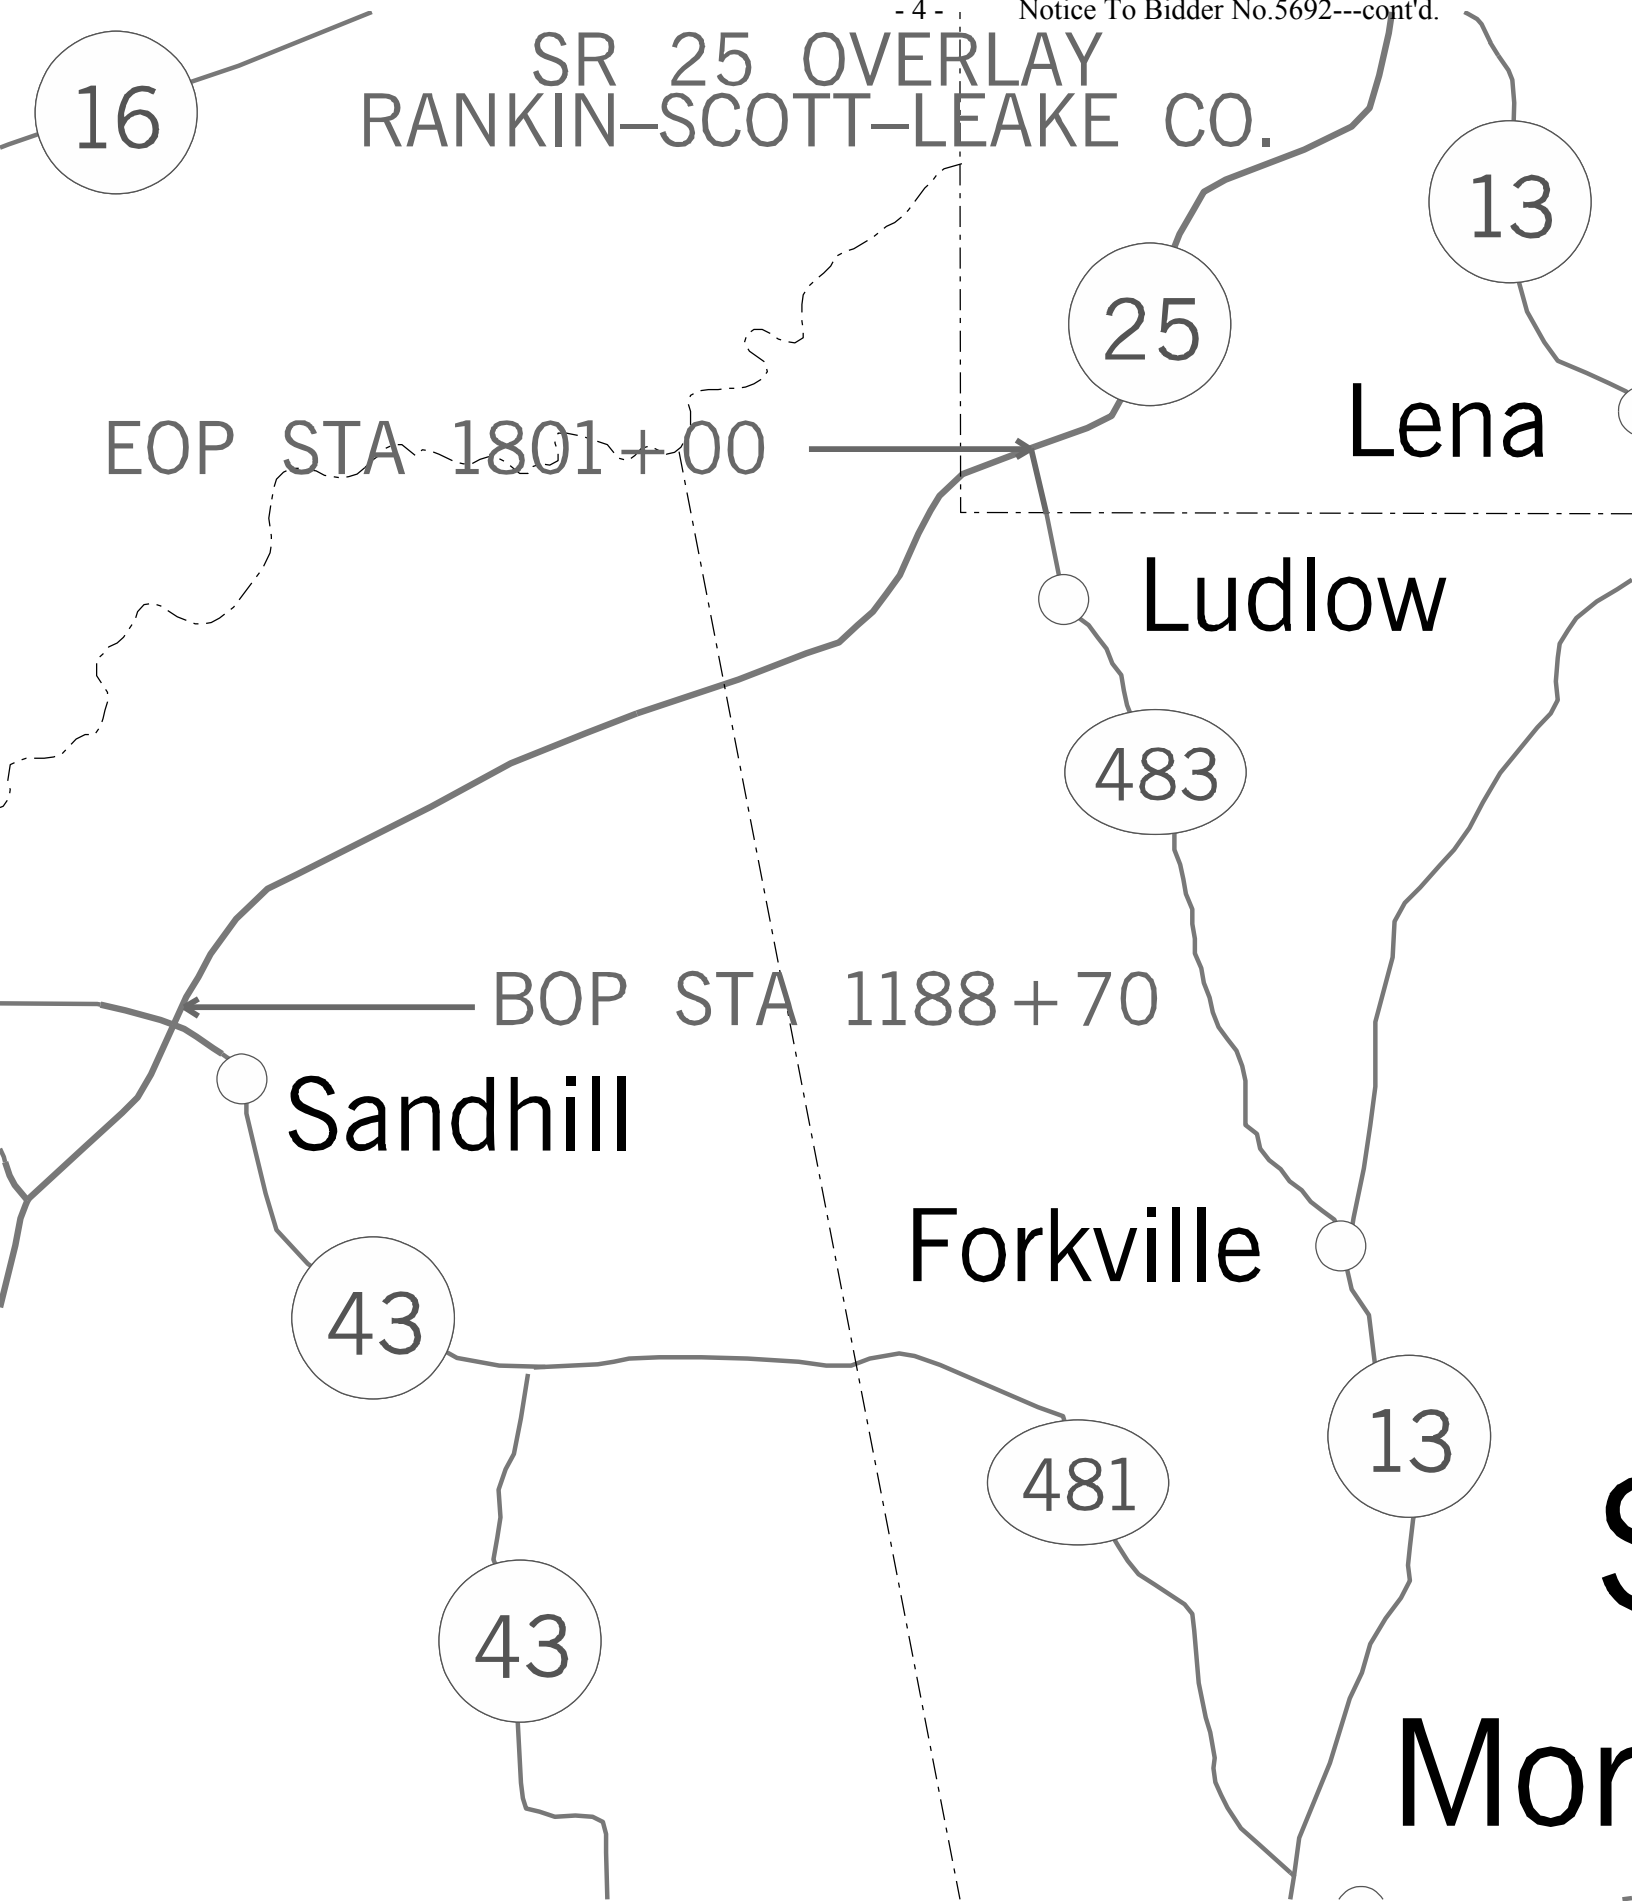 - 4 - Notice To Bidder No.5692---cont'd.
SR 25 OVERLAY
RANKIN—SCOTT—LEAKE CO.
16
13
25
Lena
EOP STA 1801+00
Ludlow
483
BOP STA 1188+70
Sandhill
Forkville
43
13
481
43
S
Mor